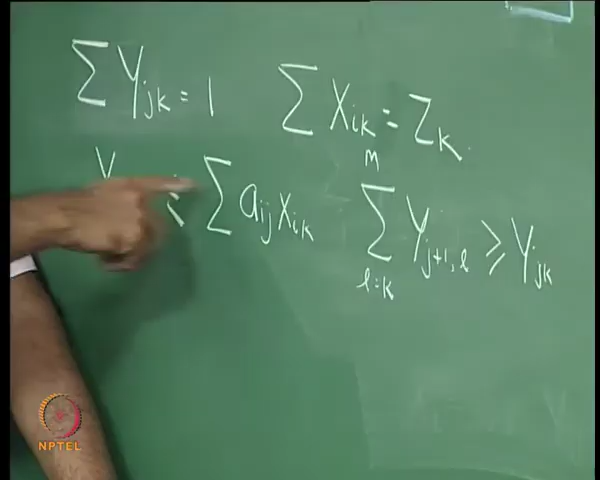 ∑ Y_jk = 1   ∑ X_ik = Z_k.
Y ≤ ∑ a_ij X_ik   ∑_{l=k}^{m} Y_{j+1,l} ≥ Y_jk
NPTEL